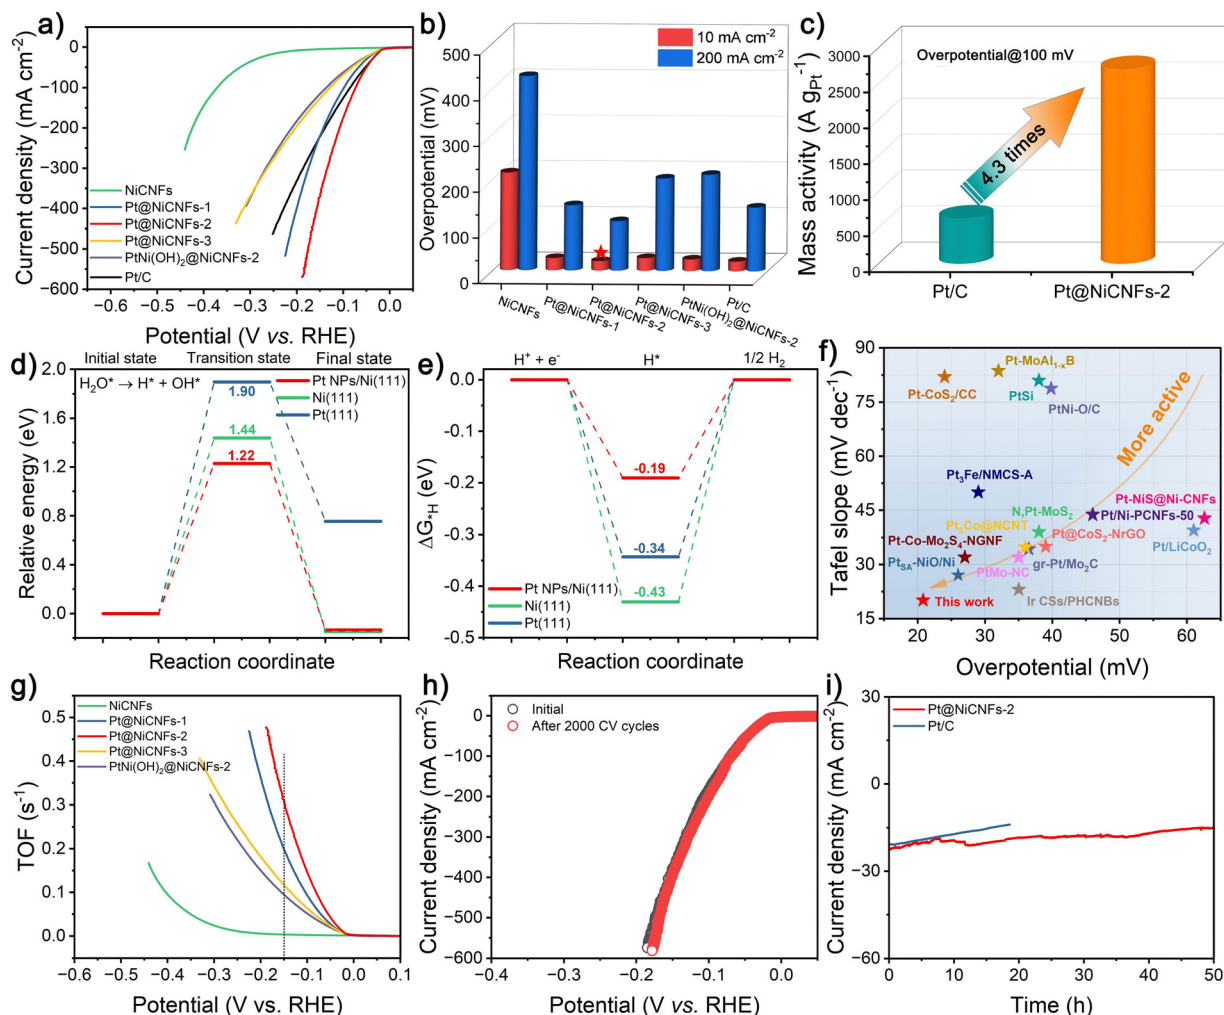 a)
Current density (mA cm⁻²)
0
−100
−200
−300
−400
−500
−600
NiCNFs
Pt@NiCNFs-1
Pt@NiCNFs-2
Pt@NiCNFs-3
PtNi(OH)₂@NiCNFs-2
Pt/C
−0.6 −0.5 −0.4 −0.3 −0.2 −0.1 0.0
Potential (V vs. RHE)
b)
Overpotential (mV)
500
400
300
200
100
0
10 mA cm⁻²
200 mA cm⁻²
NiCNFs
Pt@NiCNFs-1
Pt@NiCNFs-2
Pt@NiCNFs-3
PtNi(OH)₂@NiCNFs-2
Pt/C
c)
Mass activity (A gPt⁻¹)
3000
2500
2000
1500
1000
500
0
Overpotential@100 mV
4.3 times
Pt/C Pt@NiCNFs-2
d)
Relative energy (eV)
2.0
1.6
1.2
0.8
0.4
0.0
Initial state Transition state Final state
H₂O* → H* + OH*
Pt NPs/Ni(111)
Ni(111)
Pt(111)
1.90
1.44
1.22
Reaction coordinate
e)
ΔG*H (eV)
0.0
−0.1
−0.2
−0.3
−0.4
−0.5
H⁺ + e⁻ H* 1/2 H₂
−0.19
−0.34
−0.43
Pt NPs/Ni(111)
Ni(111)
Pt(111)
Reaction coordinate
f)
Tafel slope (mV dec⁻¹)
90
75
60
45
30
15
Pt-MoAl₁₋ₓB
Pt-CoS₂/CC
PtSi
PtNi-O/C
More active
Pt₃Fe/NMCS-A
Pt-NiS@Ni-CNFs
N,Pt-MoS₂
Pt/Ni-PCNFs-50
Pt₃Co@NCNT
Pt@CoS₂-NrGO
Pt/LiCoO₂
Pt-Co-Mo₂S₄-NGNF
PtSA-NiO/Ni
PtMo-NC
gr-Pt/Mo₂C
This work
Ir CSs/PHCNBs
20 30 40 50 60
Overpotential (mV)
g)
TOF (s⁻¹)
0.5
0.4
0.3
0.2
0.1
0.0
NiCNFs
Pt@NiCNFs-1
Pt@NiCNFs-2
Pt@NiCNFs-3
PtNi(OH)₂@NiCNFs-2
−0.6 −0.5 −0.4 −0.3 −0.2 −0.1 0.0 0.1
Potential (V vs. RHE)
h)
Current density (mA cm⁻²)
0
−100
−200
−300
−400
−500
−600
Initial
After 2000 CV cycles
−0.4 −0.3 −0.2 −0.1 0.0
Potential (V vs. RHE)
i)
Current density (mA cm⁻²)
30
0
−30
−60
Pt@NiCNFs-2
Pt/C
0 10 20 30 40 50
Time (h)